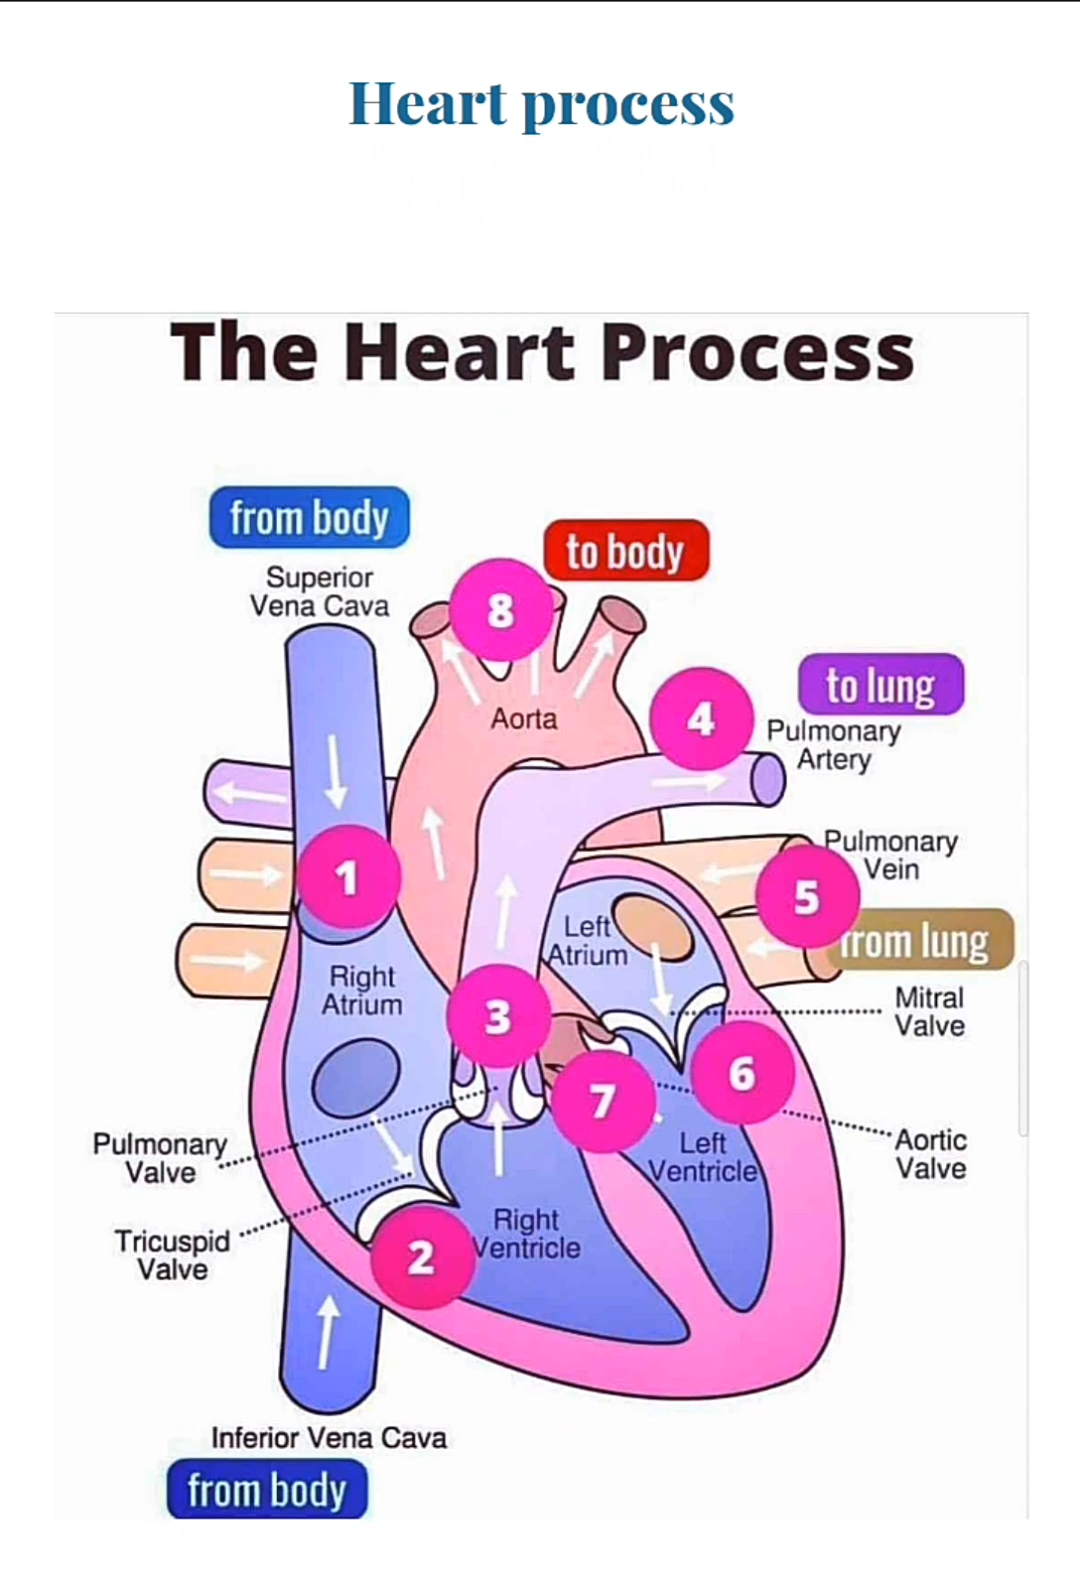 Heart process
The Heart Process
from body
to body
Superior
Vena Cava
8
to lung
4
Aorta
Pulmonary
Artery
1
Pulmonary
Vein
5
from lung
Left
Atrium
Right
Atrium
3
Mitral
Valve
6
7
Pulmonary
Valve
Left
Ventricle
Aortic
Valve
Tricuspid
Valve
2
Right
Ventricle
Inferior Vena Cava
from body